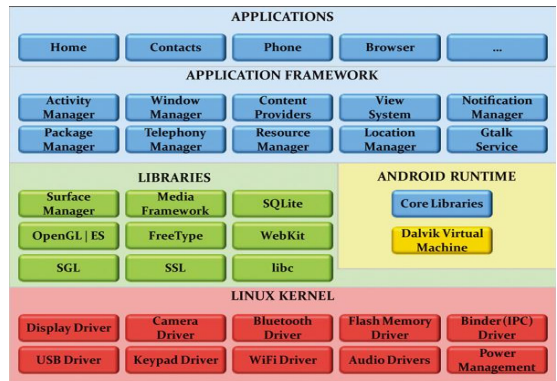 APPLICATIONS
Home
Contacts
Phone
Browser
...
APPLICATION FRAMEWORK
Activity
Manager
Window
Manager
Content
Providers
View
System
Notification
Manager
Package
Manager
Telephony
Manager
Resource
Manager
Location
Manager
Gtalk
Service
LIBRARIES
Surface
Manager
Media
Framework
SQLite
OpenGL | ES
FreeType
WebKit
SGL
SSL
libc
ANDROID RUNTIME
Core Libraries
Dalvik Virtual
Machine
LINUX KERNEL
Display Driver
Camera
Driver
Bluetooth
Driver
Flash Memory
Driver
Binder (IPC)
Driver
USB Driver
Keypad Driver
WiFi Driver
Audio Drivers
Power
Management